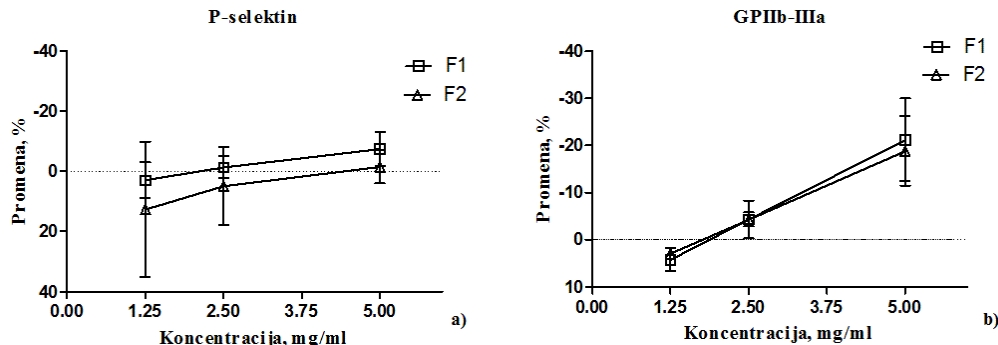 P-selektin
-40
-20
0
20
40
Promena, %
F1
F2
0.00 1.25 2.50 3.75 5.00
Koncentracija, mg/ml
a)
GPIIb-IIIa
-40
-30
-20
-10
0
10
Promena, %
F1
F2
0.00 1.25 2.50 3.75 5.00
Koncentracija, mg/ml
b)